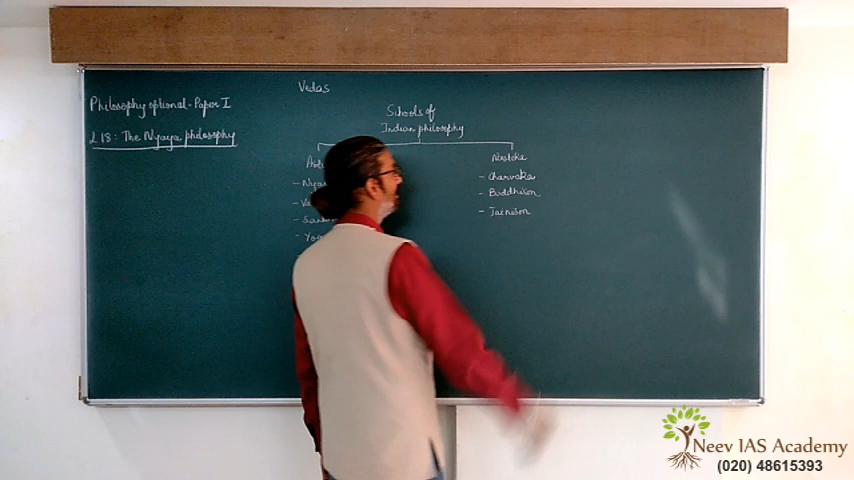 Vedas
Philosophy optional - Paper I
L 18: The Nyaya philosophy
Schools of
Indian philosophy
Nastika
- Charvaka
- Buddhism
- Jainism
Neev IAS Academy
(020) 48615393